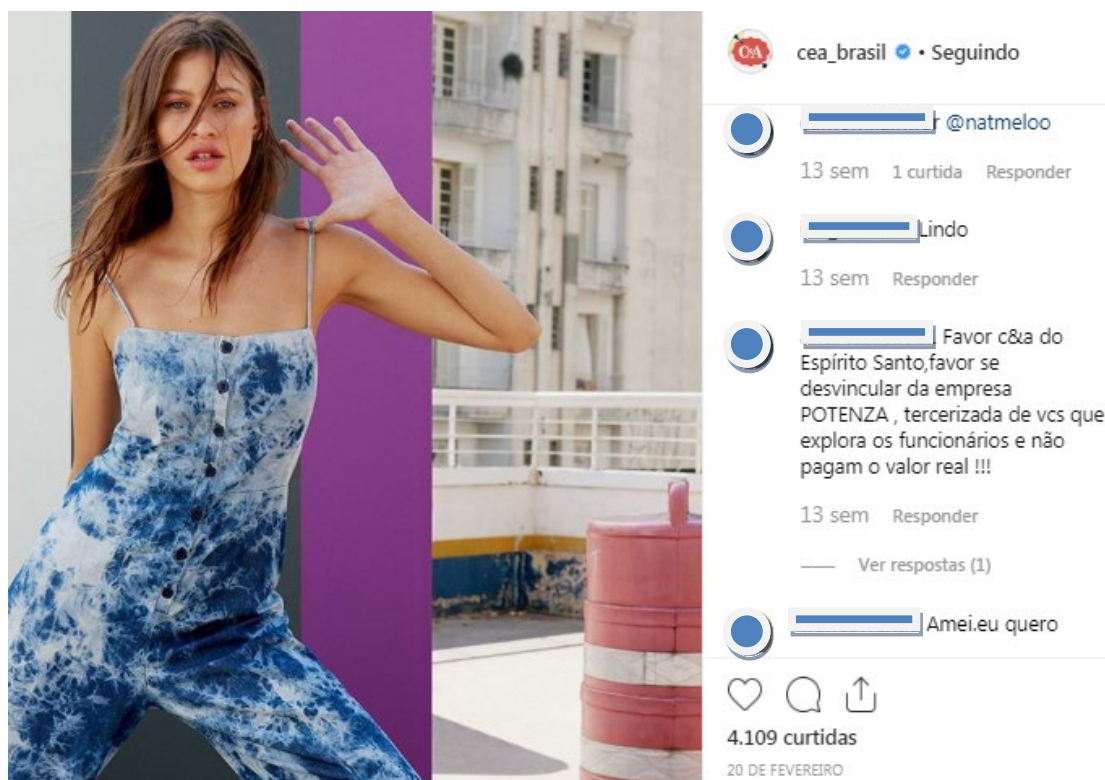 C&A
cea_brasil • Seguindo
r @natmeloo
13 sem 1 curtida Responder
Lindo
13 sem Responder
Favor c&a do
Espírito Santo,favor se
desvincular da empresa
POTENZA , tercerizada de vcs que
explora os funcionários e não
pagam o valor real !!!
13 sem Responder
Ver respostas (1)
Amei.eu quero
4.109 curtidas
20 DE FEVEREIRO